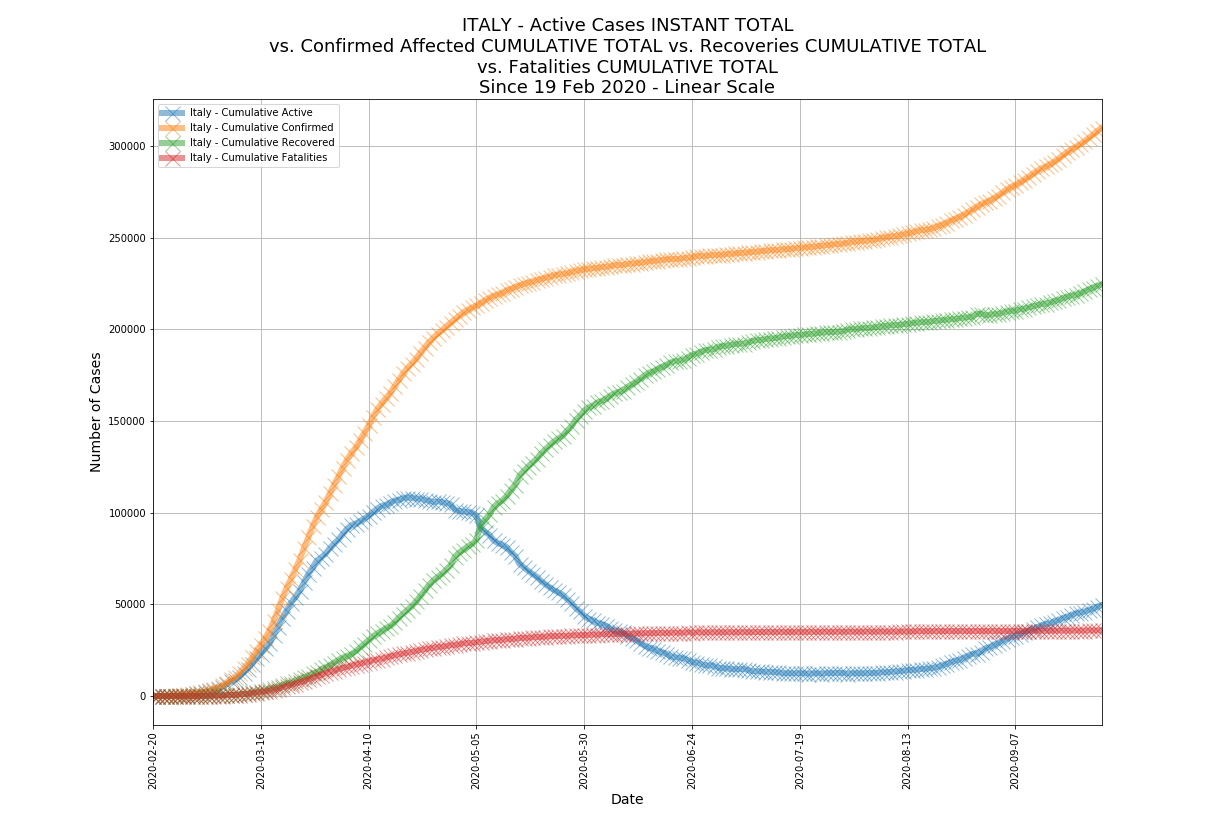 ITALY - Active Cases INSTANT TOTAL
vs. Confirmed Affected CUMULATIVE TOTAL vs. Recoveries CUMULATIVE TOTAL
vs. Fatalities CUMULATIVE TOTAL
Since 19 Feb 2020 - Linear Scale
Italy - Cumulative Active
Italy - Cumulative Confirmed
Italy - Cumulative Recovered
Italy - Cumulative Fatalities
Number of Cases
300000
250000
200000
150000
100000
50000
0
2020-02-20
2020-03-16
2020-04-10
2020-05-05
2020-05-30
2020-06-24
2020-07-19
2020-08-13
2020-09-07
Date